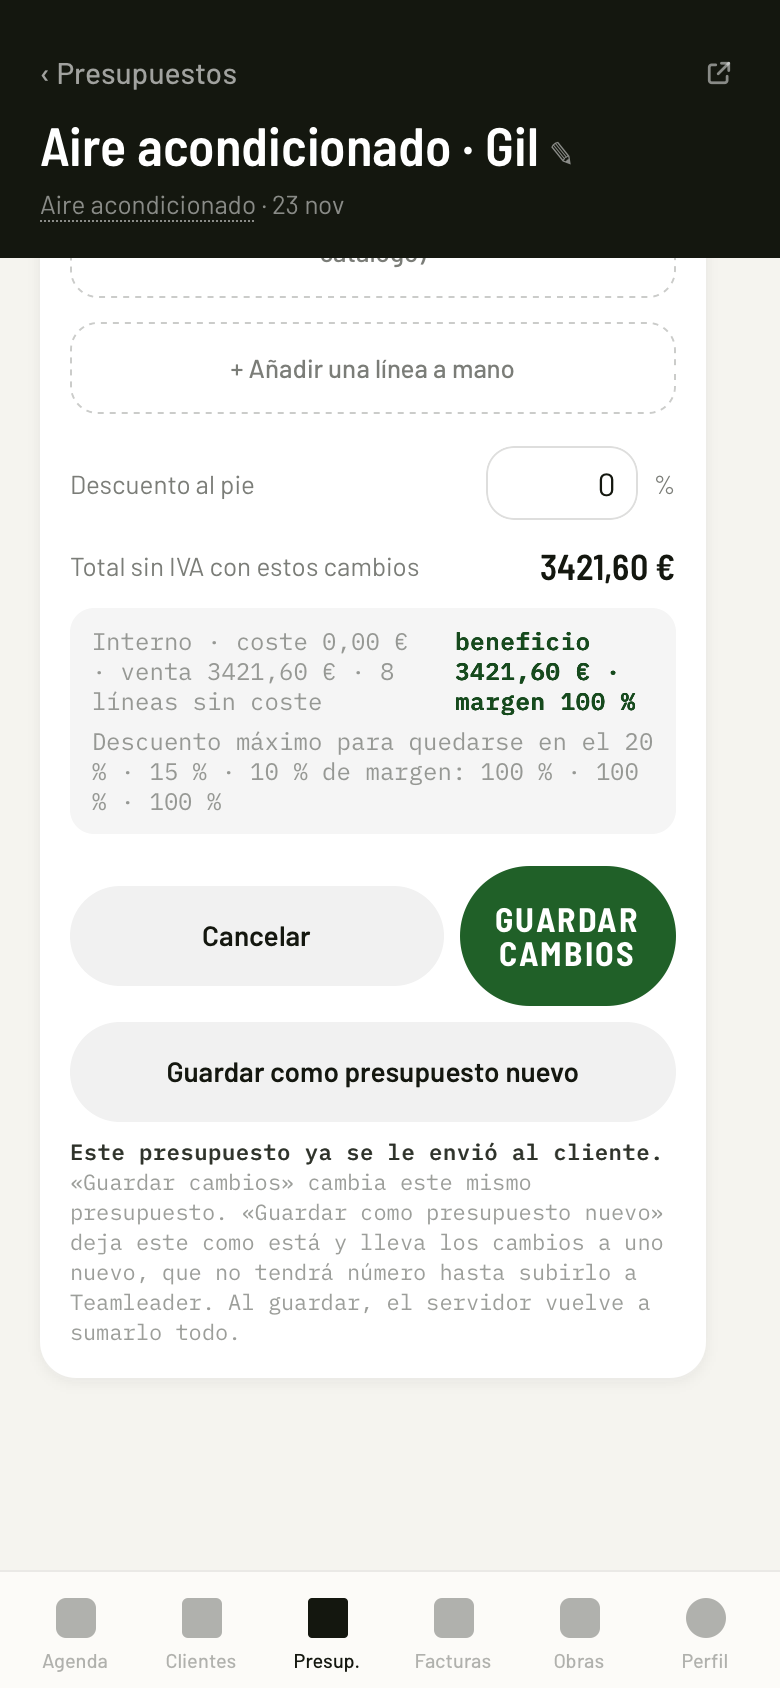 ‹ Presupuestos
Aire acondicionado · Gil ✎
Aire acondicionado · 23 nov
catálogo)
+ Añadir una línea a mano
Descuento al pie
0 %
Total sin IVA con estos cambios
3421,60 €
Interno · coste 0,00 €
· venta 3421,60 € · 8
líneas sin coste
beneficio
3421,60 € ·
margen 100 %
Descuento máximo para quedarse en el 20
% · 15 % · 10 % de margen: 100 % · 100
% · 100 %
Cancelar
GUARDAR
CAMBIOS
Guardar como presupuesto nuevo
Este presupuesto ya se le envió al cliente.
«Guardar cambios» cambia este mismo
presupuesto. «Guardar como presupuesto nuevo»
deja este como está y lleva los cambios a uno
nuevo, que no tendrá número hasta subirlo a
Teamleader. Al guardar, el servidor vuelve a
sumarlo todo.
Agenda
Clientes
Presup.
Facturas
Obras
Perfil